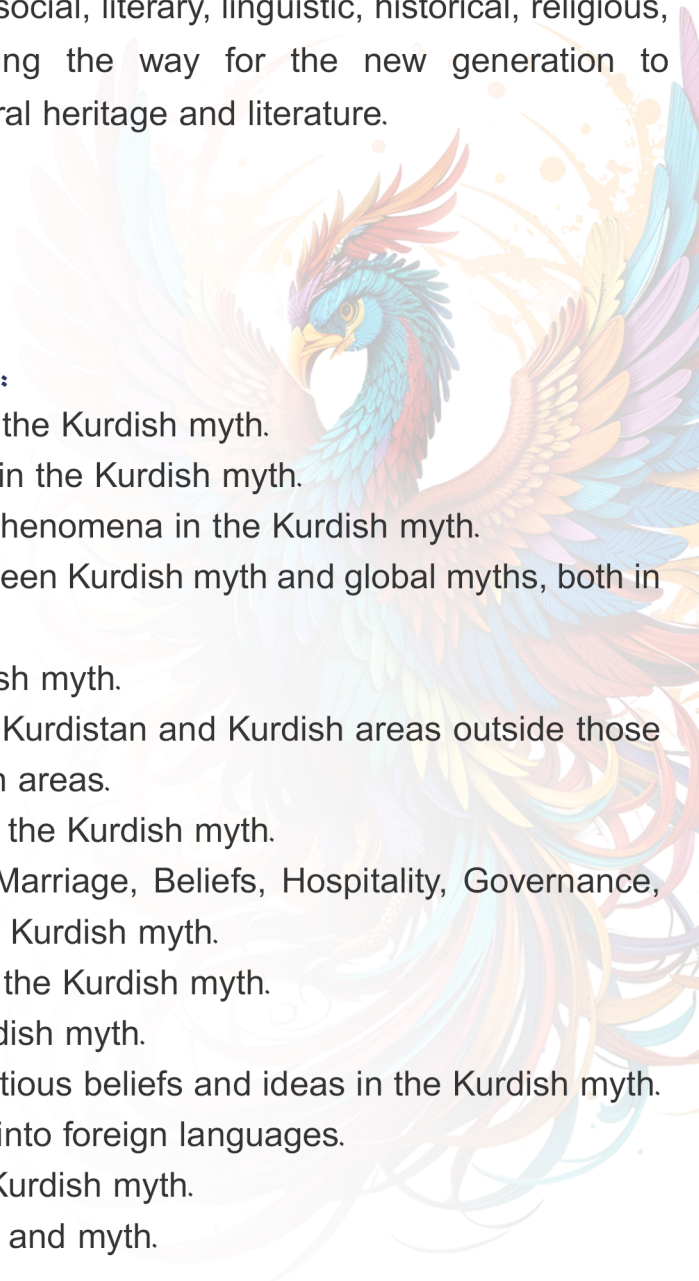 social, literary, linguistic, historical, religious,
ng the way for the new generation to
ral heritage and literature.
:
the Kurdish myth.
in the Kurdish myth.
henomena in the Kurdish myth.
een Kurdish myth and global myths, both in
sh myth.
Kurdistan and Kurdish areas outside those
n areas.
the Kurdish myth.
Marriage, Beliefs, Hospitality, Governance,
Kurdish myth.
the Kurdish myth.
dish myth.
tious beliefs and ideas in the Kurdish myth.
into foreign languages.
Kurdish myth.
and myth.